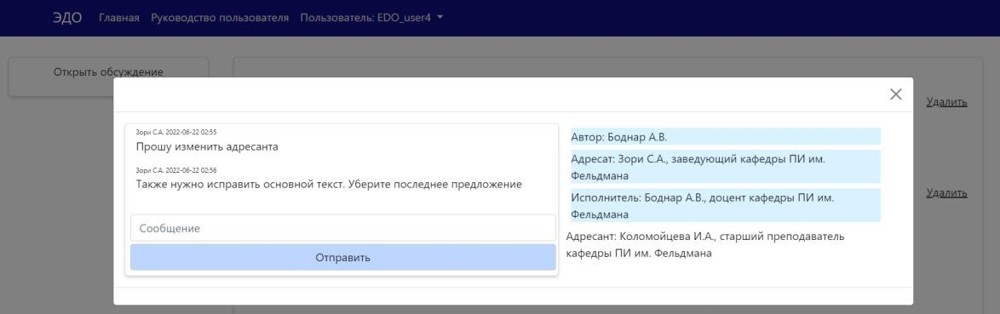 ЭДО Главная Руководство пользователя Пользователь: EDO_user4
Открыть обсуждение
Удалить
Зори С.А. 2022-06-22 02:55
Прошу изменить адресанта
Зори С.А. 2022-06-22 02:56
Также нужно исправить основной текст. Уберите последнее предложение
Сообщение
Отправить
Автор: Боднар А.В.
Адресат: Зори С.А., заведующий кафедры ПИ им.
Фельдмана
Исполнитель: Боднар А.В., доцент кафедры ПИ им.
Фельдмана
Адресант: Коломойцева И.А., старший преподаватель
кафедры ПИ им. Фельдмана
Удалить